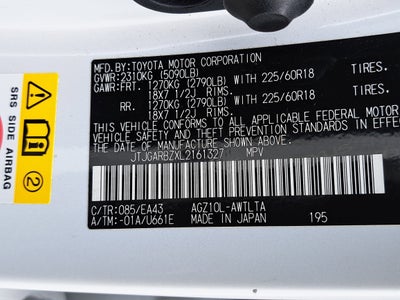 MFD.BY:TOYOTA MOTOR CORPORATION
GVWR:2310KG (5090LB)
GAWR:FRT. 1270KG (2790LB) WITH 225/60R18 TIRES.
18X7 1/2J RIMS.
RR. 1270KG (2790LB) WITH 225/60R18 TIRES.
18X7 1/2J RIMS.
THIS VEHICLE CONFORMS TO ALL APPLICABLE FEDERAL MOTOR
VEHICLE SAFETY AND THEFT PREVENTION STANDARDS IN EFFE
ON THE DATE OF MANUFACTURE SHOWN ABOVE.
JTJGARBZXL2161327 MPV
C/TR:085/EA43 AGZ10L-AWTLTA
A/TM:-01A/U661E MADE IN JAPAN 195
SRS SIDE AIRBAG
2